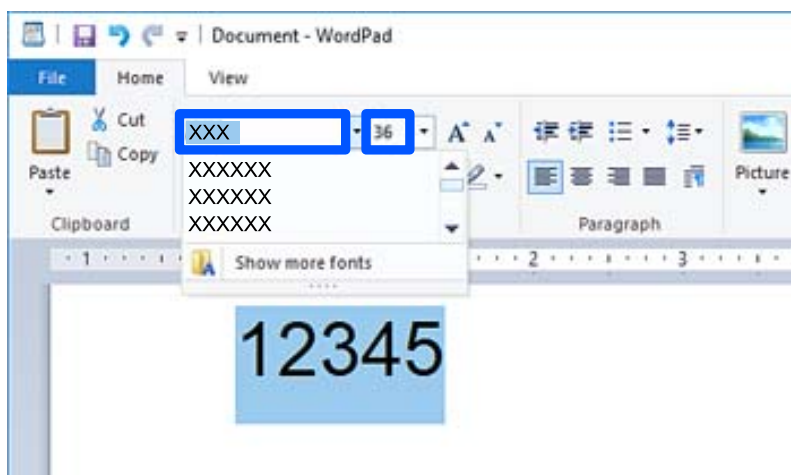 Document - WordPad
File Home View
Paste
Cut
Copy
XXX
36
A A
XXXXXX
XXXXXX
XXXXXX
Show more fonts
Clipboard
Paragraph
Picture
1 2 3
12345